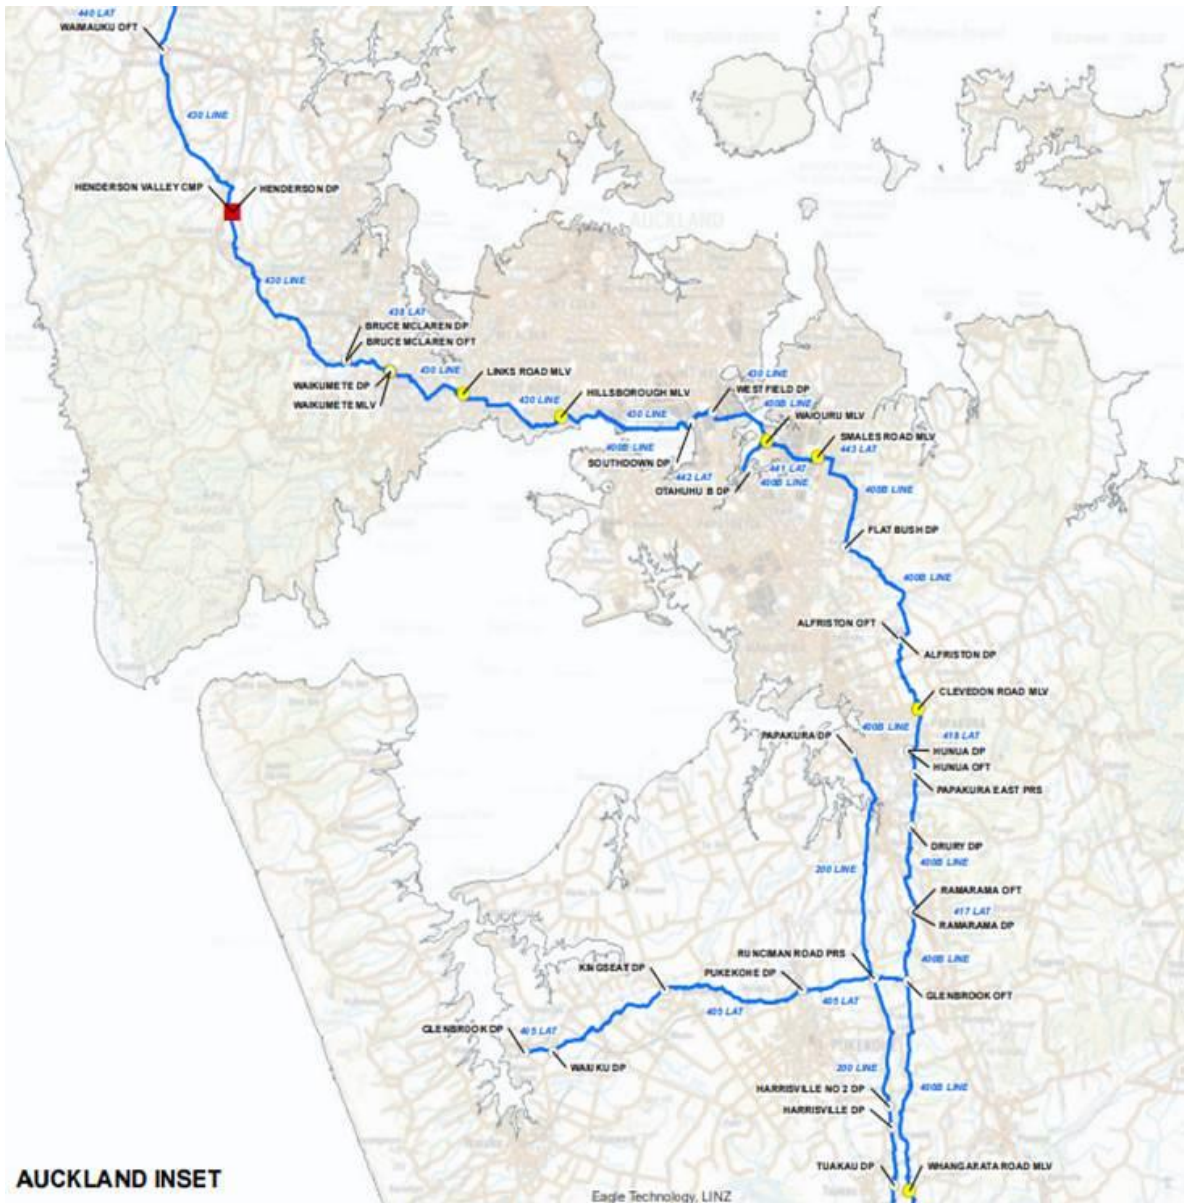 440 LAT
WAIMAUKU OFT
430 LINE
HENDERSON VALLEY CMP
HENDERSON DP
AUCKLAND
430 LINE
438 LAT
BRUCE MCLAREN DP
BRUCE MCLAREN OFT
430 LINE
LINKS ROAD MLV
430 LINE
WESTFIELD DP
WAIKUMETE DP
HILLSBOROUGH MLV
430 LINE
400B LINE
WAIKUMETE MLV
430 LINE
WAIOURU MLV
SMALES ROAD MLV
400B LINE
443 LAT
SOUTHDOWN DP
441 LAT
442 LAT
400B LINE
OTAHUHU B DP
400B LINE
FLAT BUSH DP
400B LINE
ALFRISTON OFT
ALFRISTON DP
CLEVEDON ROAD MLV
400B LINE
PAPAKURA
PAPAKURA DP
418 LAT
HUNUA DP
HUNUA OFT
PAPAKURA EAST PRS
DRURY DP
200 LINE
400B LINE
RAMARAMA OFT
417 LAT
RAMARAMA DP
RUNCIMAN ROAD PRS
400B LINE
KINGSEAT DP
PUKEKOHE DP
GLENBROOK OFT
405 LAT
405 LAT
GLENBROOK DP
405 LAT
PUKEKOHE
WAIUKU DP
200 LINE
HARRISVILLE NO 2 DP
400B LINE
HARRISVILLE DP
TUAKAU DP
WHANGARATA ROAD MLV
AUCKLAND INSET
Eagle Technology, LINZ